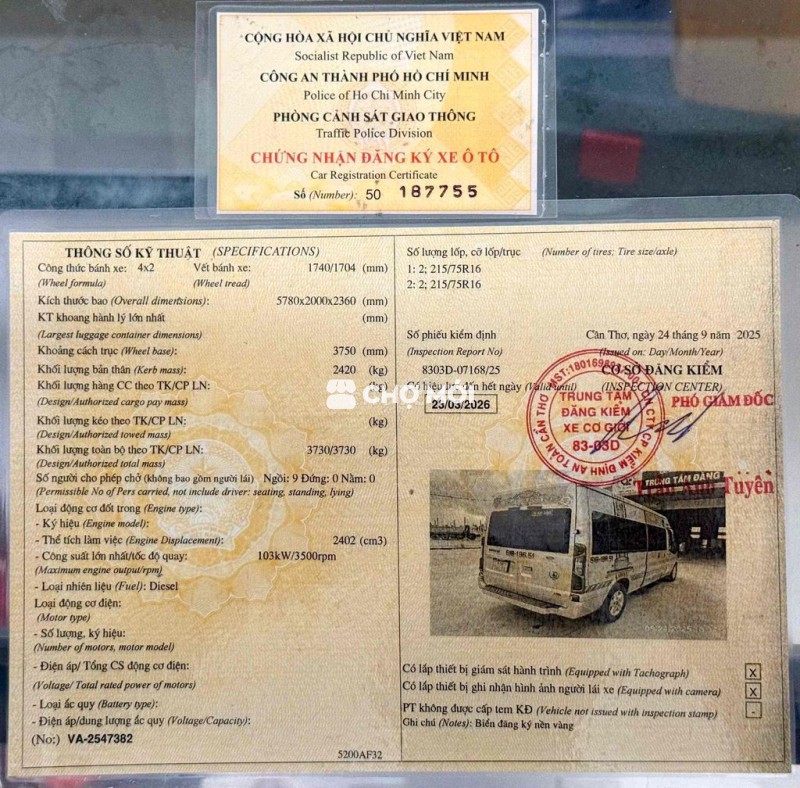 CỘNG HÒA XÃ HỘI CHỦ NGHĨA VIỆT NAM
Socialist Republic of Viet Nam
CÔNG AN THÀNH PHỐ HỒ CHÍ MINH
Police of Ho Chi Minh City
PHÒNG CẢNH SÁT GIAO THÔNG
Traffic Police Division
CHỨNG NHẬN ĐĂNG KÝ XE Ô TÔ
Car Registration Certificate
Số (Number): 50 187755
THÔNG SỐ KỸ THUẬT (SPECIFICATIONS)
Công thức bánh xe: 4x2 Vết bánh xe: 1740/1704 (mm)
(Wheel formula) (Wheel tread)
Kích thước bao (Overall dimensions): 5780x2000x2360 (mm)
KT khoang hành lý lớn nhất (mm)
(Largest luggage container dimensions)
Khoảng cách trục (Wheel base): 3750 (mm)
Khối lượng bản thân (Kerb mass): 2420 (kg)
Khối lượng hàng CC theo TK/CP LN: (kg)
(Design/Authorized cargo pay mass)
Khối lượng kéo theo TK/CP LN: (kg)
(Design/Authorized towed mass)
Khối lượng toàn bộ theo TK/CP LN: 3730/3730 (kg)
(Design/Authorized total mass)
Số người cho phép chở (không bao gồm người lái) Ngồi: 9 Đứng: 0 Nằm: 0
(Permissible No of Pers carried, not include driver: seating, standing, lying)
Loại động cơ đốt trong (Engine type):
- Ký hiệu (Engine model):
- Thể tích làm việc (Engine Displacement): 2402 (cm3)
- Công suất lớn nhất/tốc độ quay: 103kW/3500rpm
(Maximum engine output/rpm)
- Loại nhiên liệu (Fuel): Diesel
Loại động cơ điện:
(Motor type)
- Số lượng, ký hiệu:
(Number of motors, motor model)
- Điện áp/ Tổng CS động cơ điện:
(Voltage/ Total rated power of motors)
- Loại ắc quy (Battery type):
- Điện áp/dung lượng ắc quy (Voltage/Capacity):
(No:) VA-2547382
5200AF32
Số lượng lốp, cỡ lốp/trục (Number of tires; Tire size/axle)
1: 2; 215/75R16
2: 2; 215/75R16
Số phiếu kiểm định Cần Thơ, ngày 24 tháng 9 năm 2025
(Inspection Report No) (Issued on: Day/Month/Year)
8303D-07168/25 CƠ SỞ ĐĂNG KIỂM
Có hiệu lực đến hết ngày (Valid until) (INSPECTION CENTER)
23/03/2026 PHÓ GIÁM ĐỐC
TRUNG TÂM
ĐĂNG KIỂM
XE CƠ GIỚI
83-03D
CHỢ MỚI
Tuyên
TRUNG TÂM ĐĂNG
Có lắp thiết bị giám sát hành trình (Equipped with Tachograph) X
Có lắp thiết bị ghi nhận hình ảnh người lái xe (Equipped with camera) X
PT không được cấp tem KĐ (Vehicle not issued with inspection stamp) -
Ghi chú (Notes): Biển đăng ký nền vàng